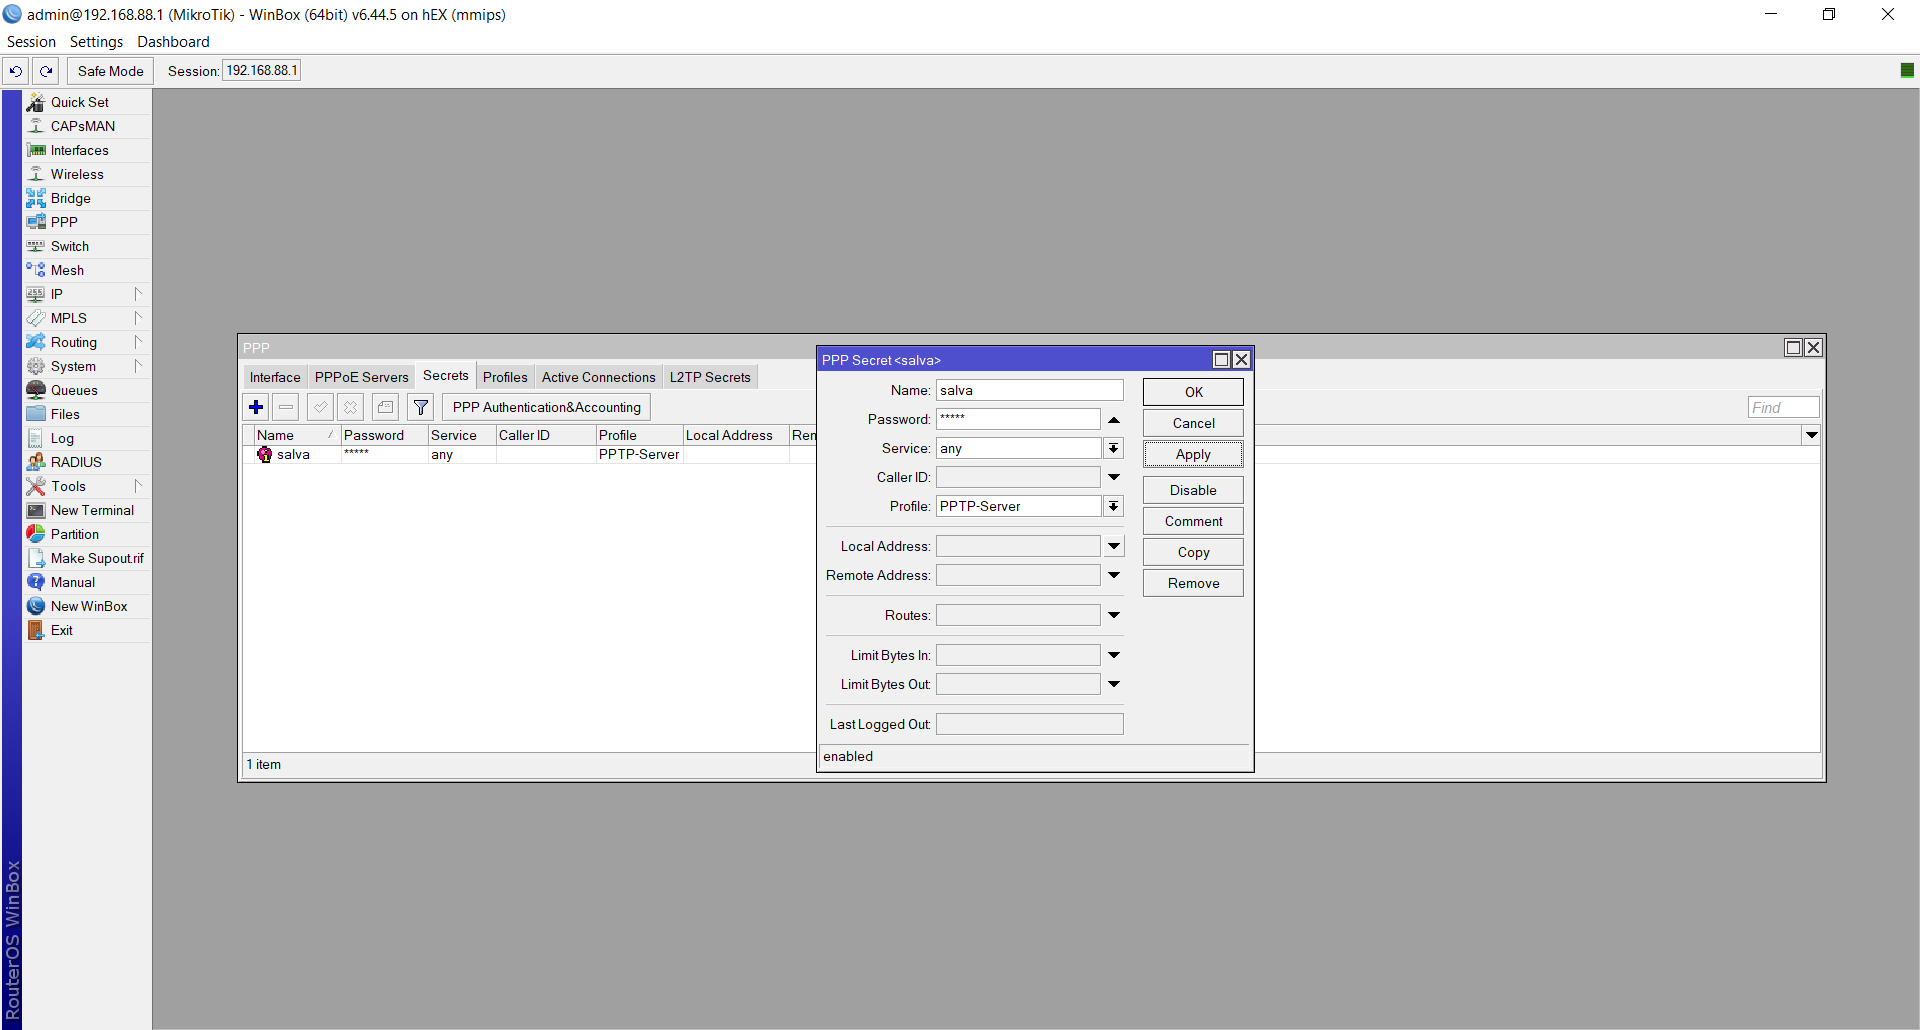 admin@192.168.88.1 (MikroTik) - WinBox (64bit) v6.44.5 on hEX (mmips)
Session Settings Dashboard
Safe Mode Session: 192.168.88.1
Quick Set
CAPsMAN
Interfaces
Wireless
Bridge
PPP
Switch
Mesh
IP
MPLS
Routing
System
Queues
Files
Log
RADIUS
Tools
New Terminal
Partition
Make Supout.rif
Manual
New WinBox
Exit
RouterOS WinBox
PPP
Interface PPPoE Servers Secrets Profiles Active Connections L2TP Secrets
PPP Authentication&Accounting
Find
Name Password Service Caller ID Profile Local Address Rem
salva ***** any PPTP-Server
1 item
PPP Secret <salva>
Name: salva
Password: *****
Service: any
Caller ID:
Profile: PPTP-Server
Local Address:
Remote Address:
Routes:
Limit Bytes In:
Limit Bytes Out:
Last Logged Out:
enabled
OK
Cancel
Apply
Disable
Comment
Copy
Remove